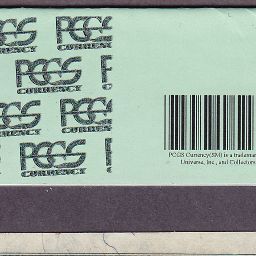 PCGS PCGS
CURRENCY CURRENCY
PCGS
CURRENCY
PCGS PCGS
CURRENCY CURRENCY
PCGS
CURRENCY
PCGS Currency(SM) is a trademar
Universe, Inc., and Collectors